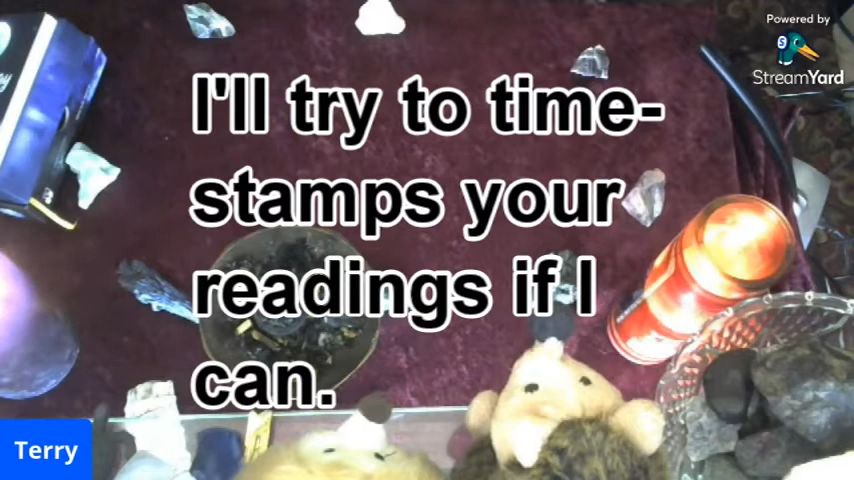 Powered by
S
StreamYard
I'll try to time-
stamps your
readings if I
can.
Terry